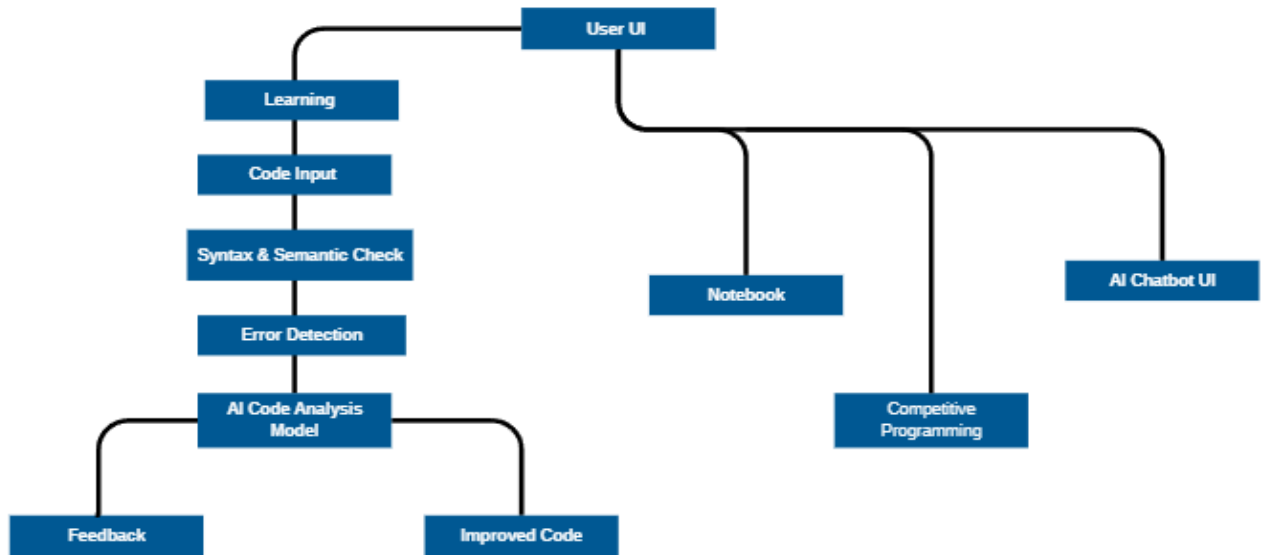 User UI
Learning
Code Input
Syntax & Semantic Check
Notebook
AI Chatbot UI
Error Detection
AI Code Analysis
Model
Competitive
Programming
Feedback
Improved Code